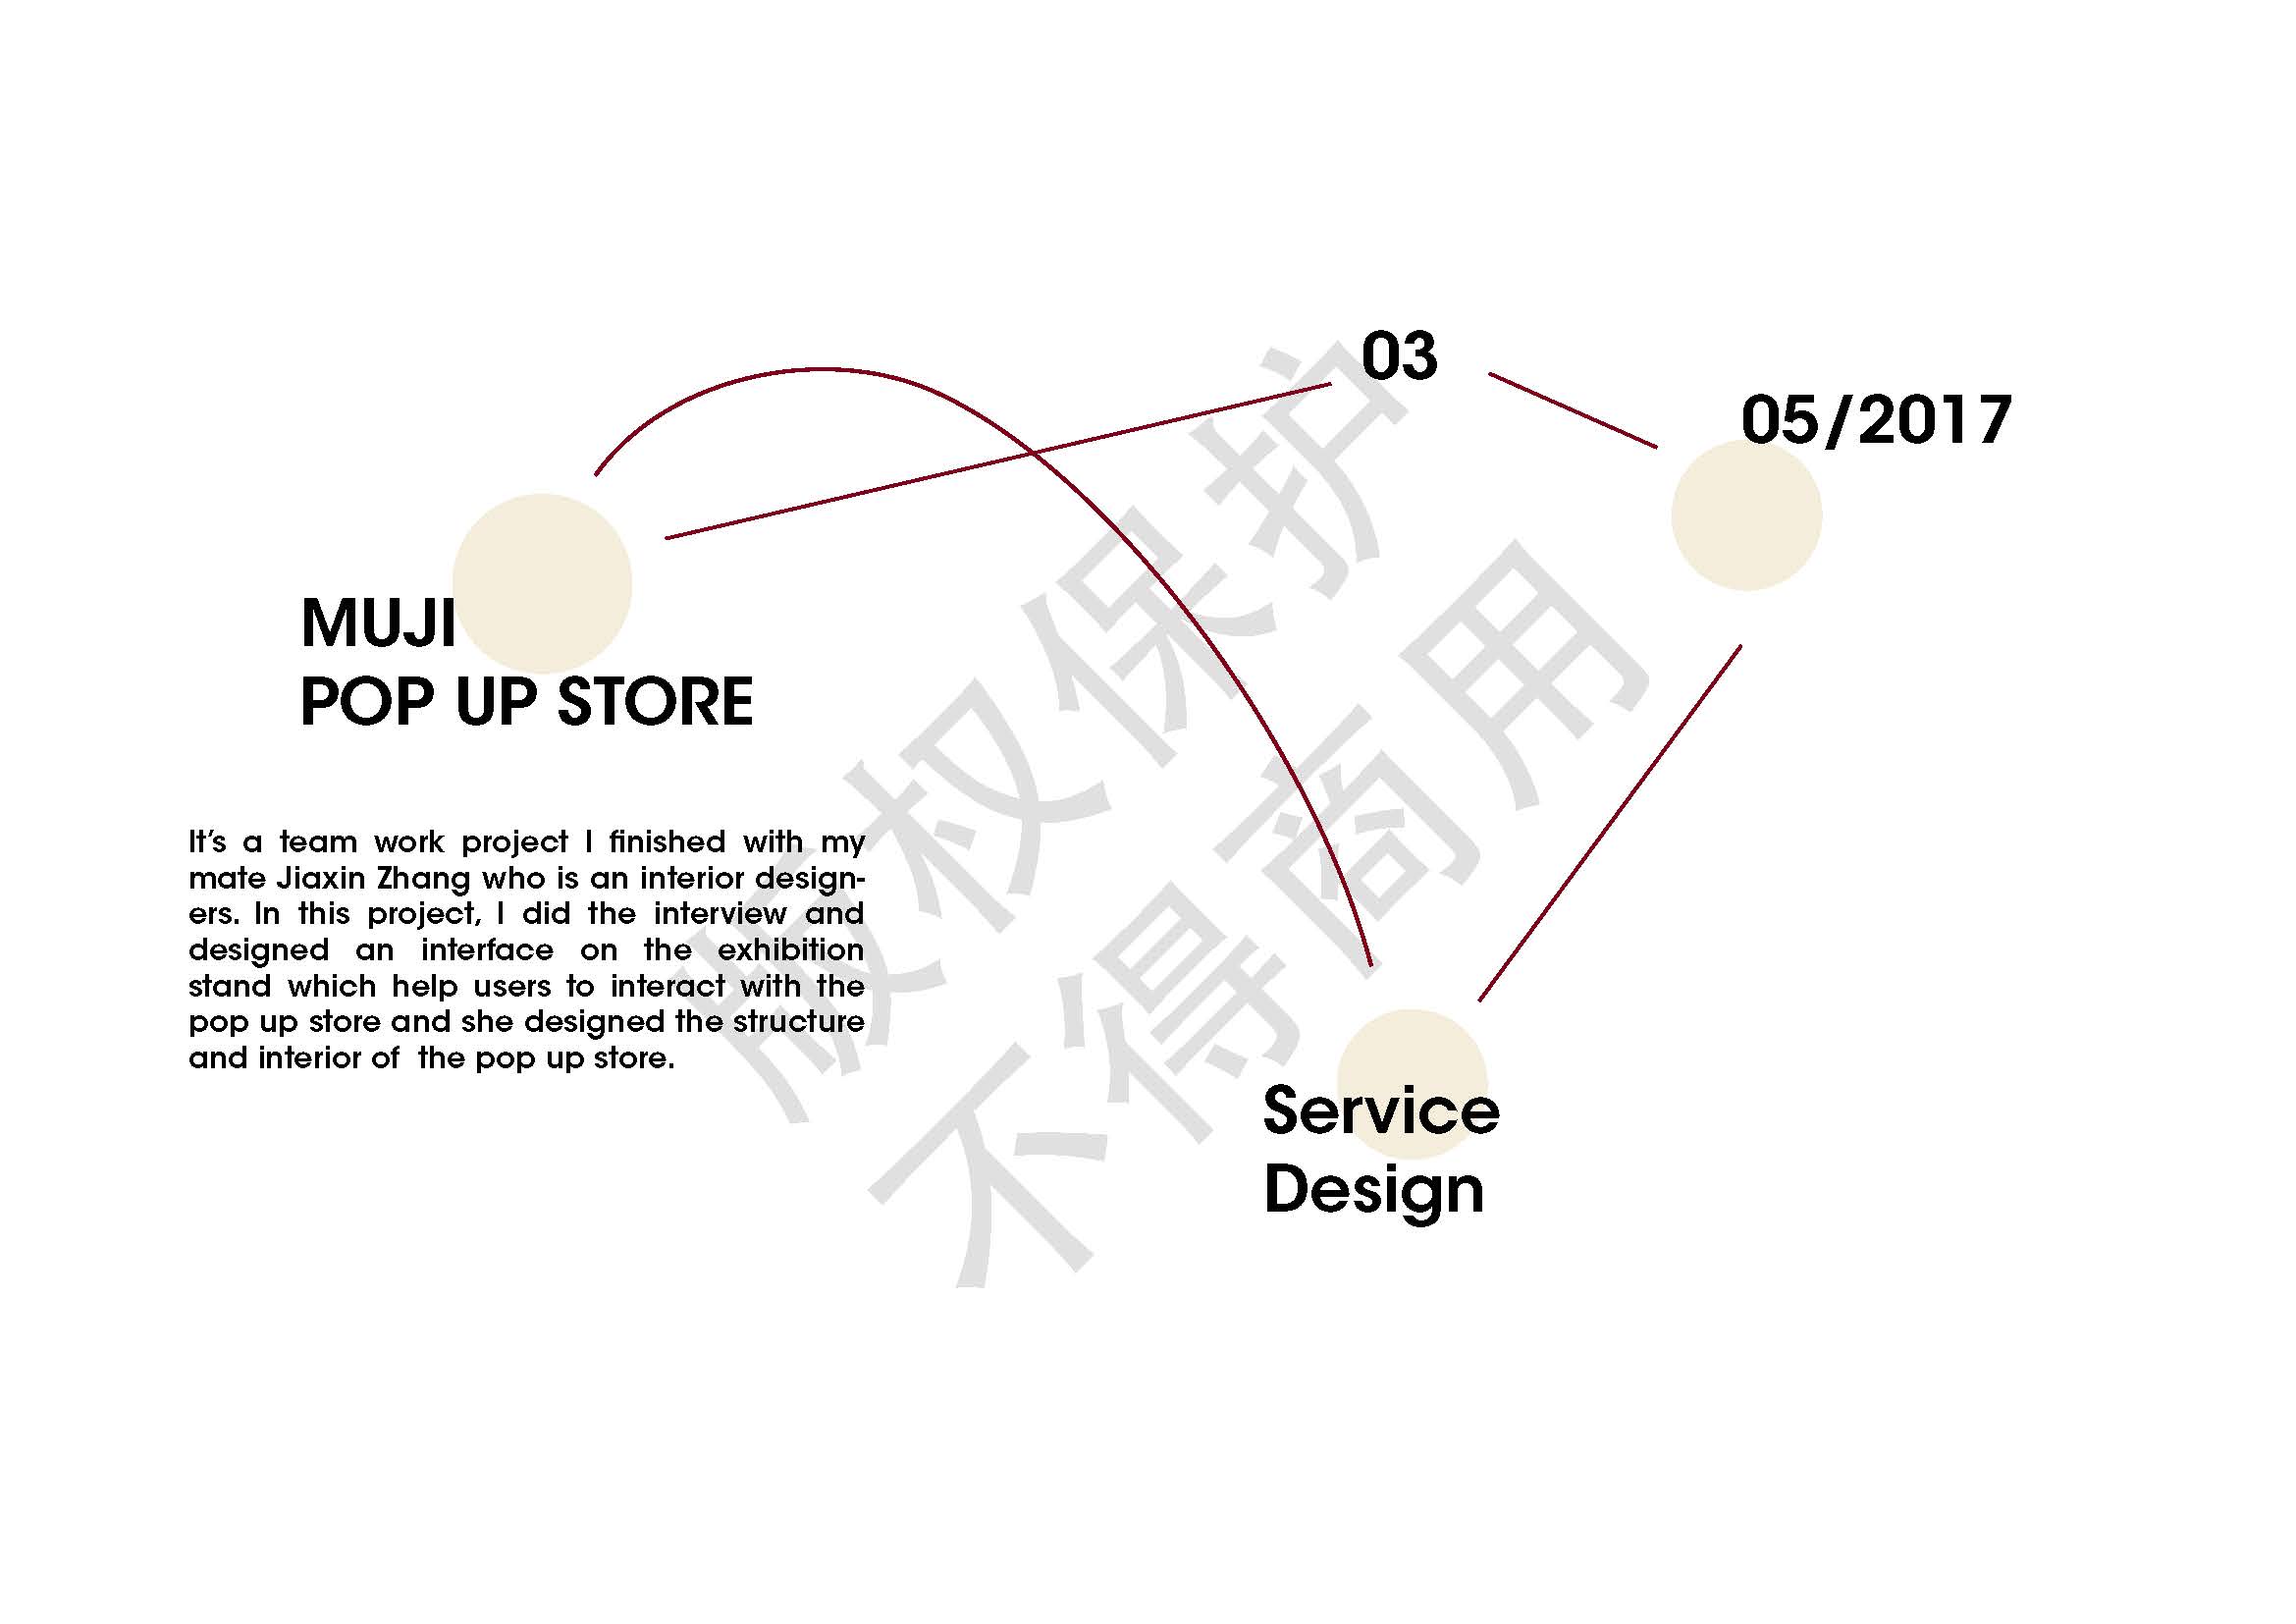 03
05/2017
MUJI
POP UP STORE
It’s a team work project I finished with my
mate Jiaxin Zhang who is an interior design-
ers. In this project, I did the interview and
designed an interface on the exhibition
stand which help users to interact with the
pop up store and she designed the structure
and interior of the pop up store.
Service
Design
版权保护
不得商用